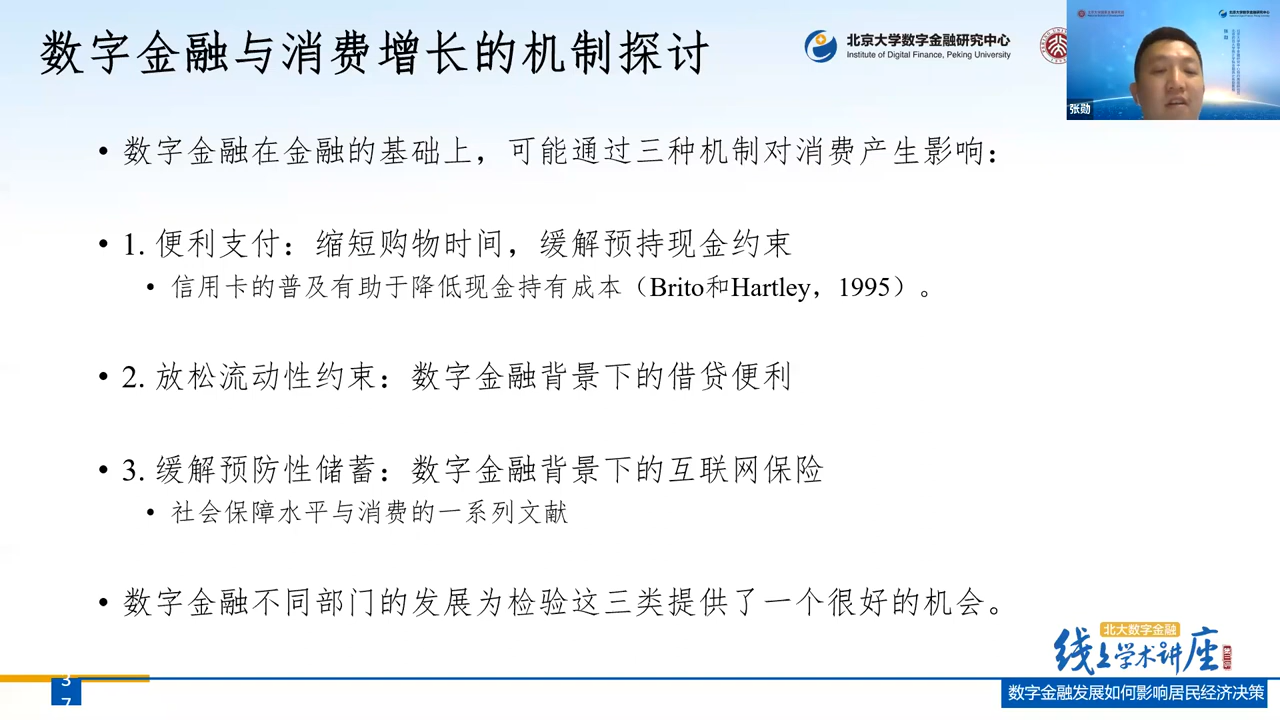 数字金融与消费增长的机制探讨
北京大学数字金融研究中心
Institute of Digital Finance, Peking University
张勋
• 数字金融在金融的基础上，可能通过三种机制对消费产生影响：
• 1. 便利支付：缩短购物时间，缓解预持现金约束
• 信用卡的普及有助于降低现金持有成本（Brito和Hartley，1995）。
• 2. 放松流动性约束：数字金融背景下的借贷便利
• 3. 缓解预防性储蓄：数字金融背景下的互联网保险
• 社会保障水平与消费的一系列文献
• 数字金融不同部门的发展为检验这三类提供了一个很好的机会。
北大数字金融
线上学术讲座
数字金融发展如何影响居民经济决策
37